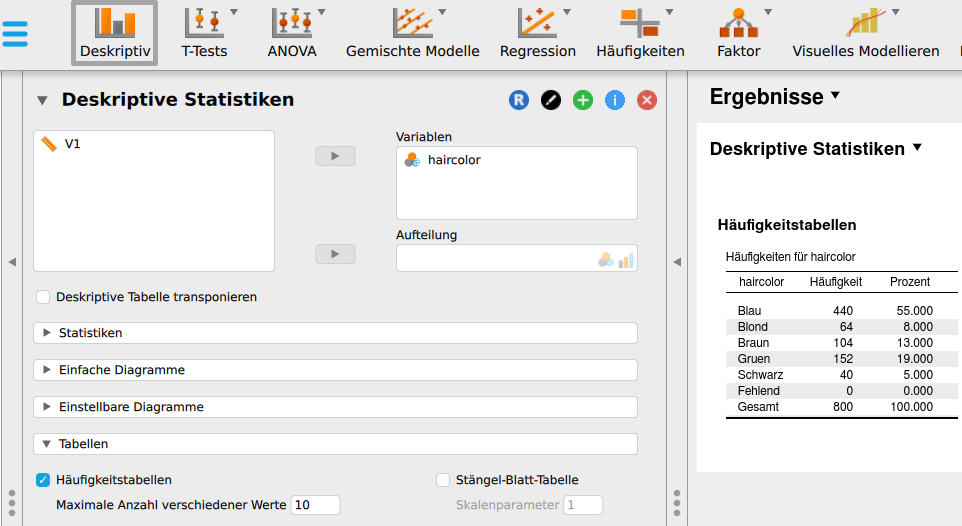 Deskriptiv T-Tests ANOVA Gemischte Modelle Regression Häufigkeiten Faktor Visuelles Modellieren
Deskriptive Statistiken
R i
V1
Variablen
haircolor
Aufteilung
Deskriptive Tabelle transponieren
Statistiken
Einfache Diagramme
Einstellbare Diagramme
Tabellen
Häufigkeitstabellen Stängel-Blatt-Tabelle
Maximale Anzahl verschiedener Werte 10 Skalenparameter 1
Ergebnisse
Deskriptive Statistiken
Häufigkeitstabellen
Häufigkeiten für haircolor
haircolor Häufigkeit Prozent
Blau 440 55.000
Blond 64 8.000
Braun 104 13.000
Gruen 152 19.000
Schwarz 40 5.000
Fehlend 0 0.000
Gesamt 800 100.000